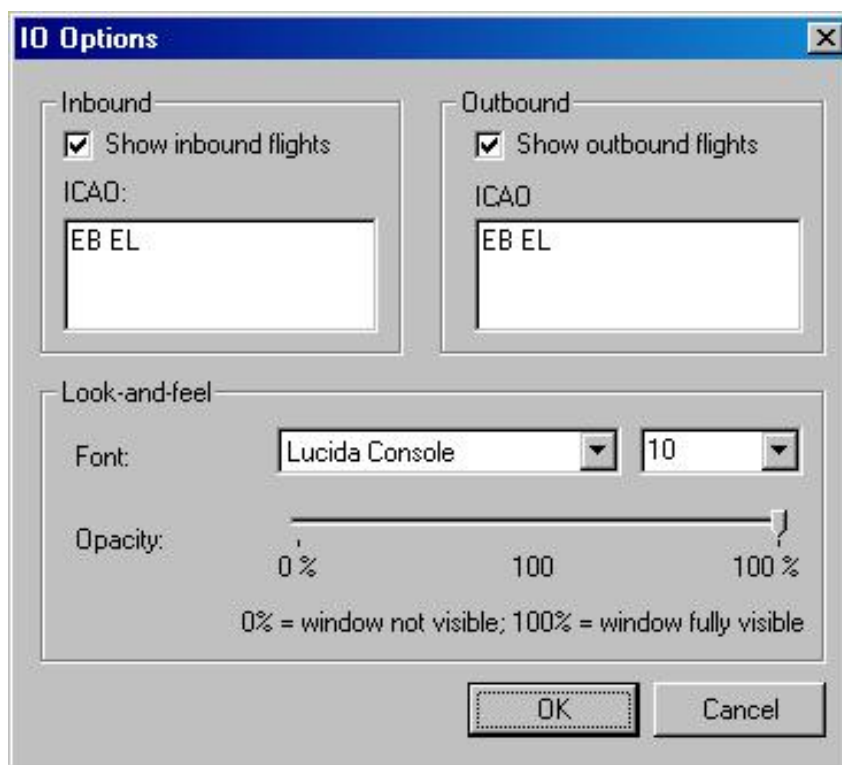 IO Options
Inbound
Show inbound flights
ICAO:
EB EL
Outbound
Show outbound flights
ICAO
EB EL
Look-and-feel
Font:
Lucida Console
10
Opacity:
0 %
100
100 %
0% = window not visible; 100% = window fully visible
OK
Cancel